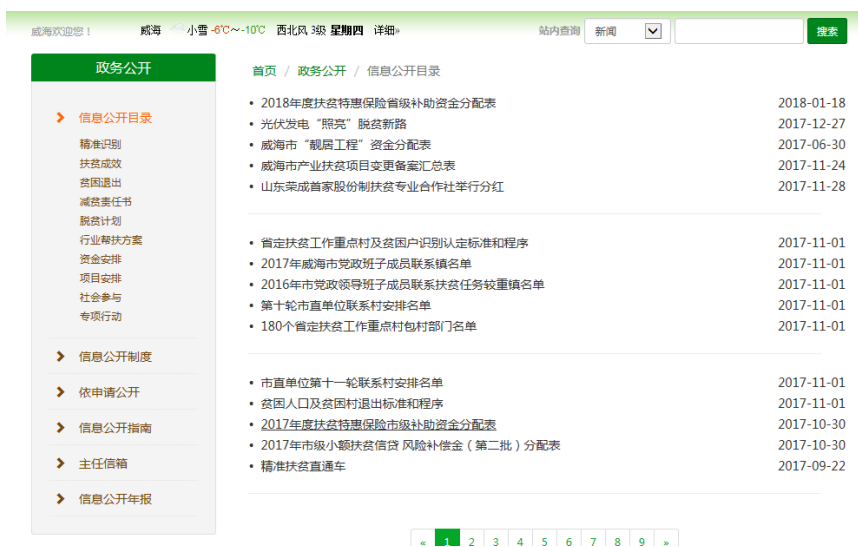 威海欢迎您！ 威海 小雪 -6℃～-10℃ 西北风 3级 星期四 详细» 站内查询 新闻 搜索
政务公开
首页 / 政务公开 / 信息公开目录
信息公开目录
精准识别
扶贫成效
贫困退出
减贫责任书
脱贫计划
行业帮扶方案
资金安排
项目安排
社会参与
专项行动
信息公开制度
依申请公开
信息公开指南
主任信箱
信息公开年报
• 2018年度扶贫特惠保险省级补助资金分配表 2018-01-18
• 光伏发电“照亮”脱贫新路 2017-12-27
• 威海市“靓居工程”资金分配表 2017-06-30
• 威海市产业扶贫项目变更备案汇总表 2017-11-24
• 山东荣成首家股份制扶贫专业合作社举行分红 2017-11-28
• 省定扶贫工作重点村及贫困户识别认定标准和程序 2017-11-01
• 2017年威海市党政班子成员联系镇名单 2017-11-01
• 2016年市党政领导班子成员联系扶贫任务较重镇名单 2017-11-01
• 第十轮市直单位联系村安排名单 2017-11-01
• 180个省定扶贫工作重点村包村部门名单 2017-11-01
• 市直单位第十一轮联系村安排名单 2017-11-01
• 贫困人口及贫困村退出标准和程序 2017-11-01
• 2017年度扶贫特惠保险市级补助资金分配表 2017-10-30
• 2017年市级小额扶贫信贷 风险补偿金（第二批）分配表 2017-10-30
• 精准扶贫直通车 2017-09-22
« 1 2 3 4 5 6 7 8 9 »